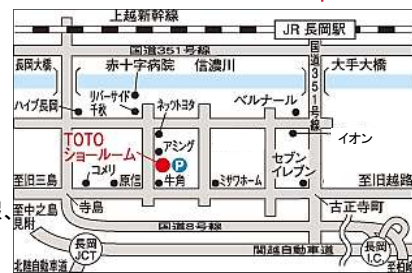 上越新幹線
JR 長岡駅
国道351号線
長岡大橋
赤十字病院
信濃川
国道351号線
大手大橋
リバーサイド
千秋
ネッツトヨタ
ベルナール
ハイブ長岡
イオン
アミング
TOTO
ショールーム
P
コメリ
原信
牛角
ミサワホーム
セブン
イレブン
至旧三島
至旧越路
寺島
古正寺町
至中之島
見附
国道8号線
長岡
JCT
関越自動車道
長岡
I.C.
北陸自動車道